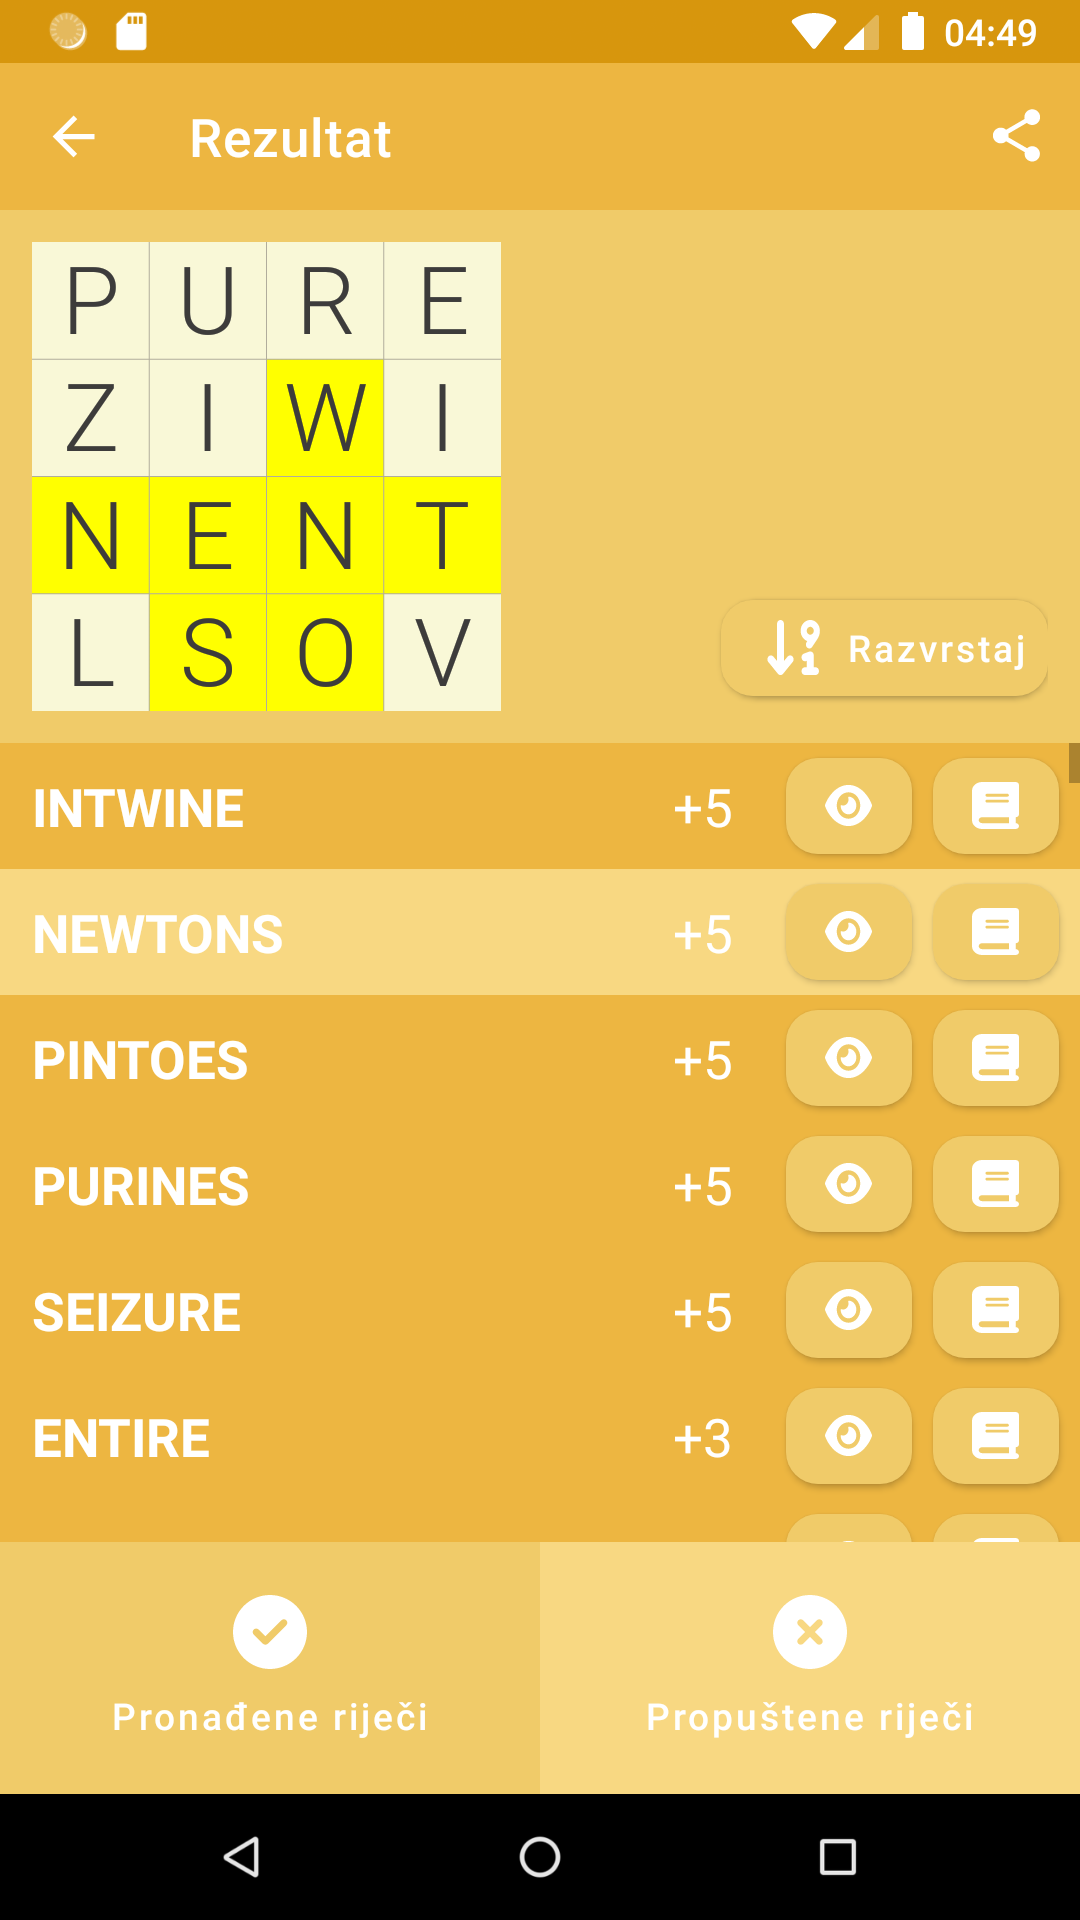 04:49
Rezultat
P U R E
Z I W I
N E N T
L S O V
Razvrstaj
INTWINE +5
NEWTONS +5
PINTOES +5
PURINES +5
SEIZURE +5
ENTIRE +3
Pronađene riječi
Propuštene riječi